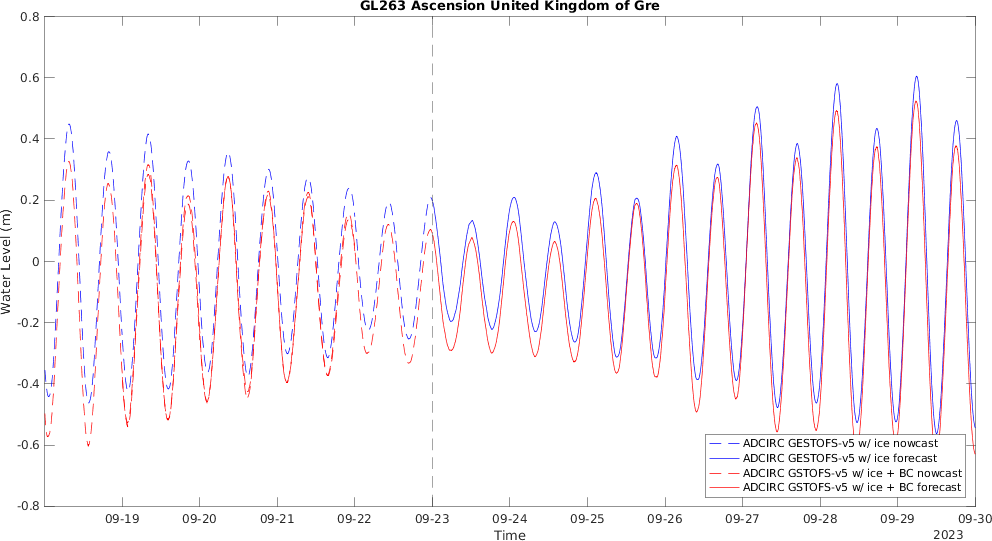 GL263 Ascension United Kingdom of Gre
0.8
0.6
0.4
0.2
0
-0.2
-0.4
-0.6
-0.8
Water Level (m)
ADCIRC GESTOFS-v5 w/ ice nowcast
ADCIRC GESTOFS-v5 w/ ice forecast
ADCIRC GSTOFS-v5 w/ ice + BC nowcast
ADCIRC GSTOFS-v5 w/ ice + BC forecast
09-19 09-20 09-21 09-22 09-23 09-24 09-25 09-26 09-27 09-28 09-29 09-30
Time
2023